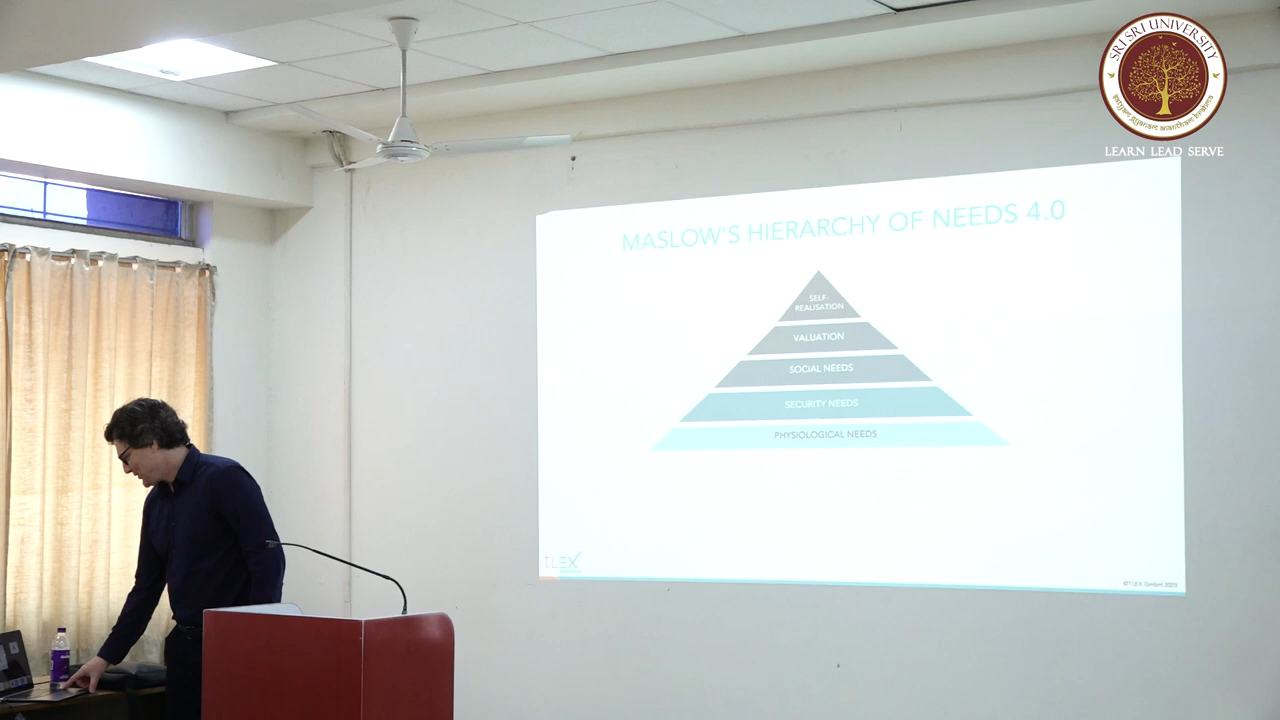 SRI SRI UNIVERSITY
LEARN LEAD SERVE
MASLOW'S HIERARCHY OF NEEDS 4.0
SELF-
REALISATION
VALUATION
SOCIAL NEEDS
SECURITY NEEDS
PHYSIOLOGICAL NEEDS
TLEX